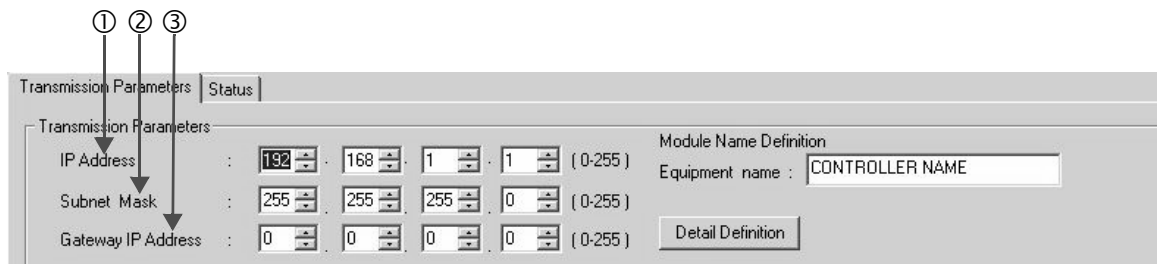 ① ② ③
Transmission Parameters Status
Transmission Parameters
IP Address : 192 . 168 . 1 . 1 ( 0-255 )
Subnet Mask : 255 . 255 . 255 . 0 ( 0-255 )
Gateway IP Address : 0 . 0 . 0 . 0 ( 0-255 )
Module Name Definition
Equipment name : CONTROLLER NAME
Detail Definition